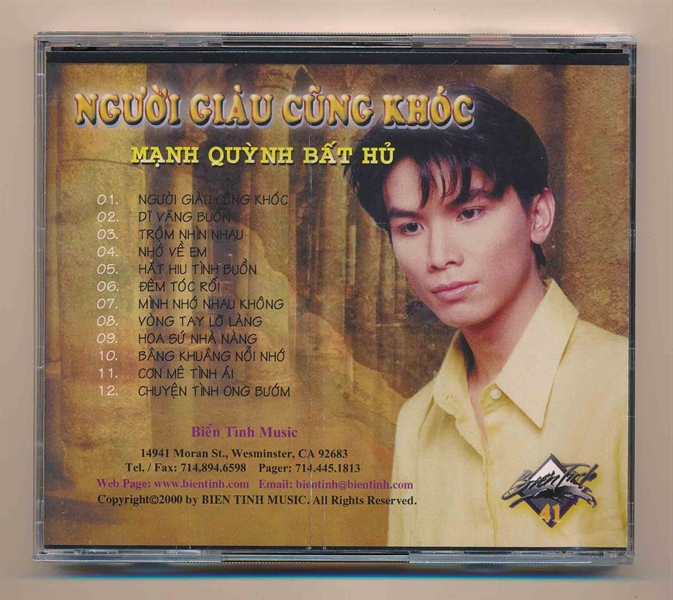 NGƯỜI GIÀU CŨNG KHÓC
MẠNH QUỲNH BẤT HỦ
01. NGƯỜI GIÀU CŨNG KHỐC
02. DĨ VÃNG BUỒN
03. TRỘM NHÌN NHAU
04. NHỚ VỀ EM
05. HẮT HIU TÌNH BUỒN
06. ĐÊM TÓC RỐI
07. MÌNH NHỚ NHAU KHÔNG
08. VÒNG TAY LỠ LÀNG
09. HOA SỨ NHÀ NÀNG
10. BÂNG KHUÂNG NỖI NHỚ
11. CƠN MÊ TÌNH ÁI
12. CHUYỆN TÌNH ONG BƯỚM
Biển Tình Music
14941 Moran St., Wesminster, CA 92683
Tel. / Fax: 714.894.6598 Pager: 714.445.1813
Web Page: www.bientinh.com Email: bientinh@bientinh.com
Copyright©2000 by BIEN TINH MUSIC. All Rights Reserved.
Biển Tình
41